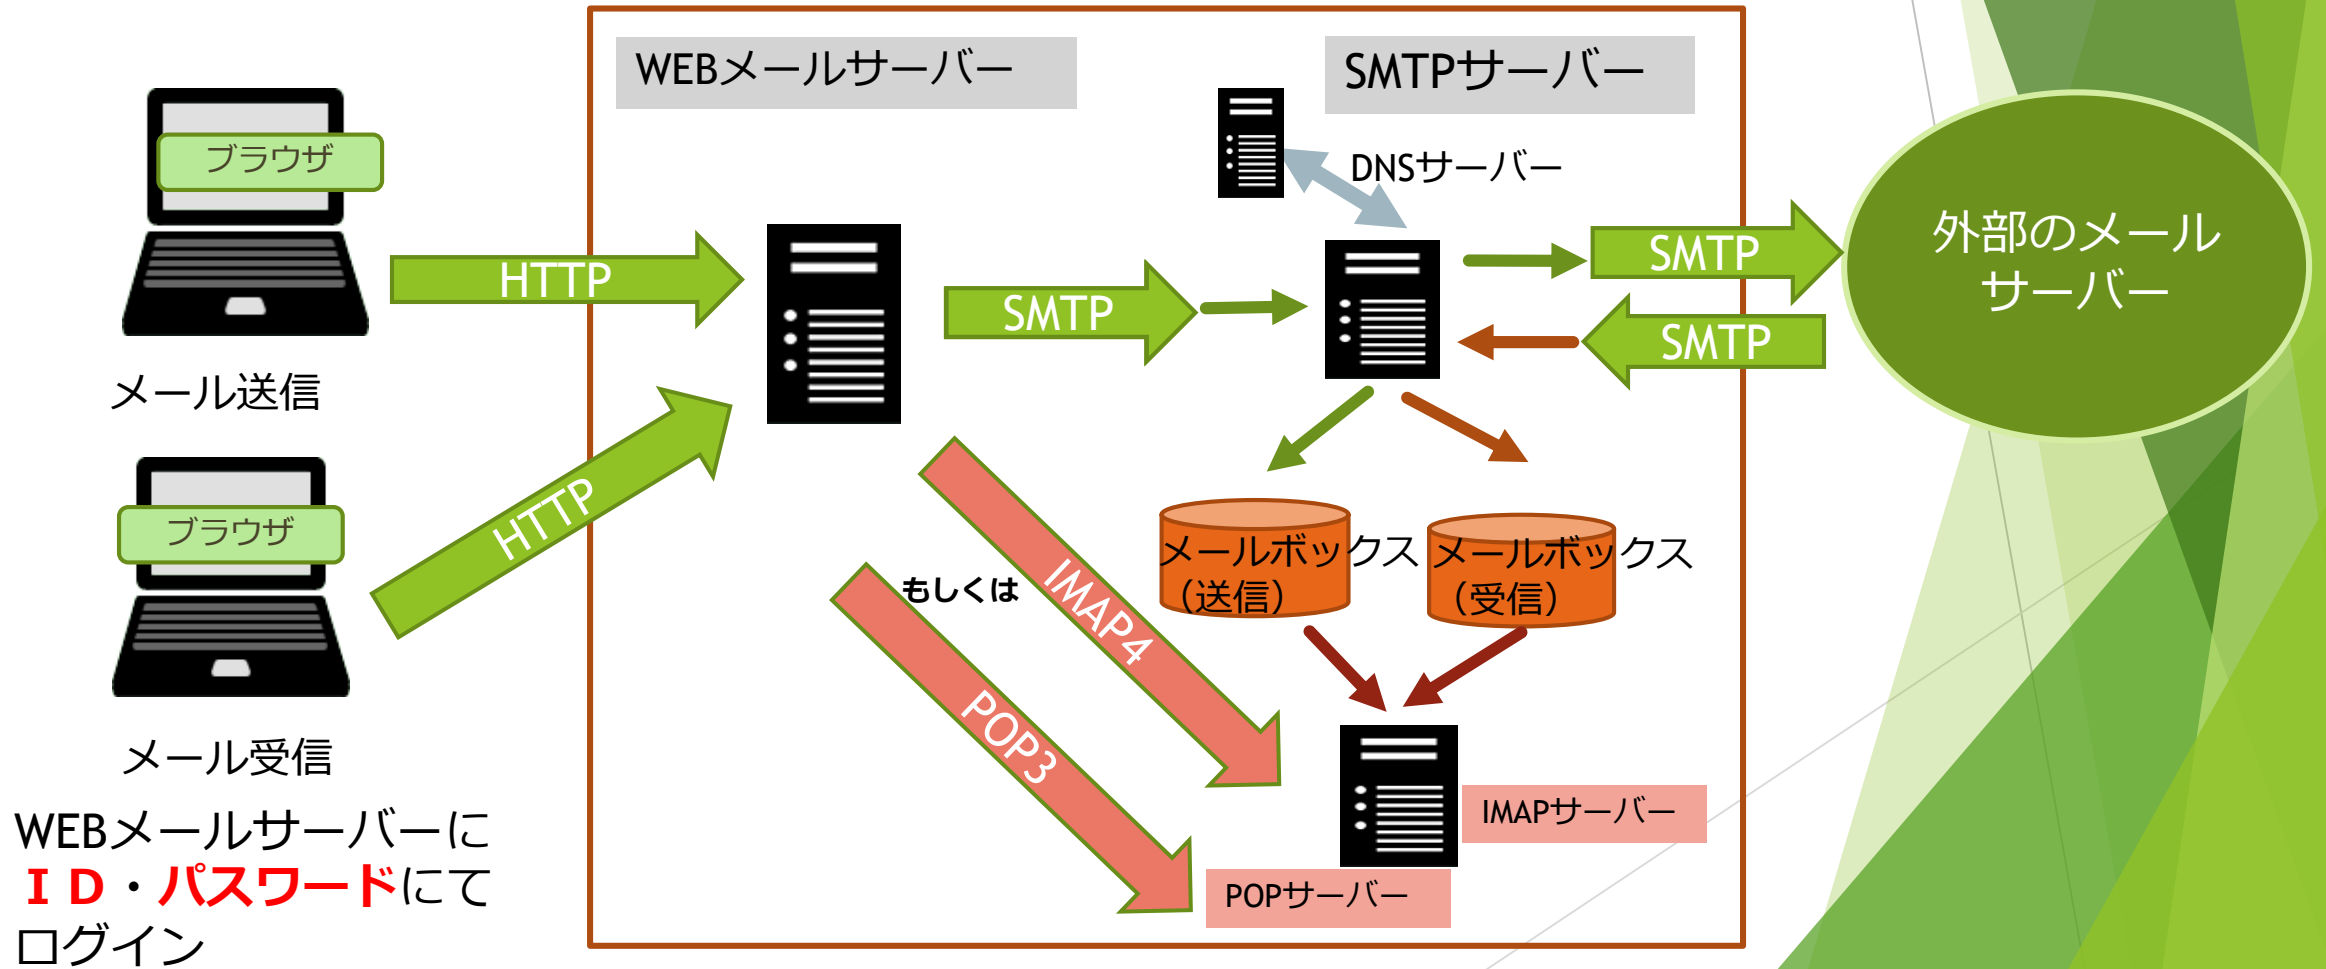 WEBメールサーバー
SMTPサーバー
ブラウザ
DNSサーバー
外部のメール
サーバー
HTTP
SMTP
SMTP
SMTP
メール送信
ブラウザ
HTTP
メールボックス
(送信)
メールボックス
(受信)
もしくは
IMAP4
POP3
メール受信
IMAPサーバー
POPサーバー
WEBメールサーバーに
ＩＤ・パスワードにて
ログイン